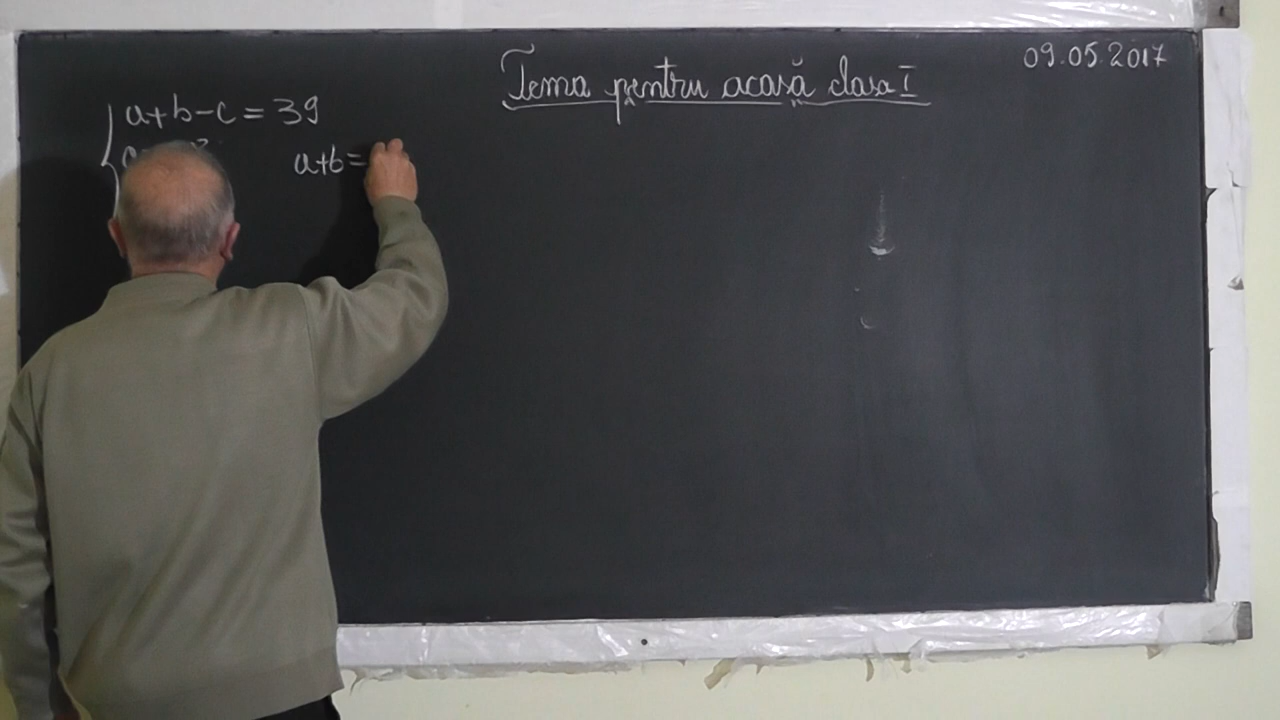 Tema pentru acasă clasa I
09.05.2017
a+b-c=39
a+b=